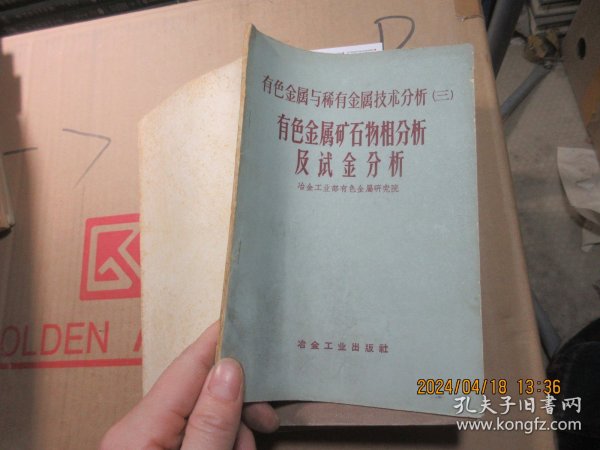 有色金属与稀有金属技术分析(三)
有色金属矿石物相分析
及试金分析
冶金工业部有色金属研究院
冶金工业出版社
OLDEN A
2024/04/18 13:36
孔夫子旧书网
www.kongfz.com